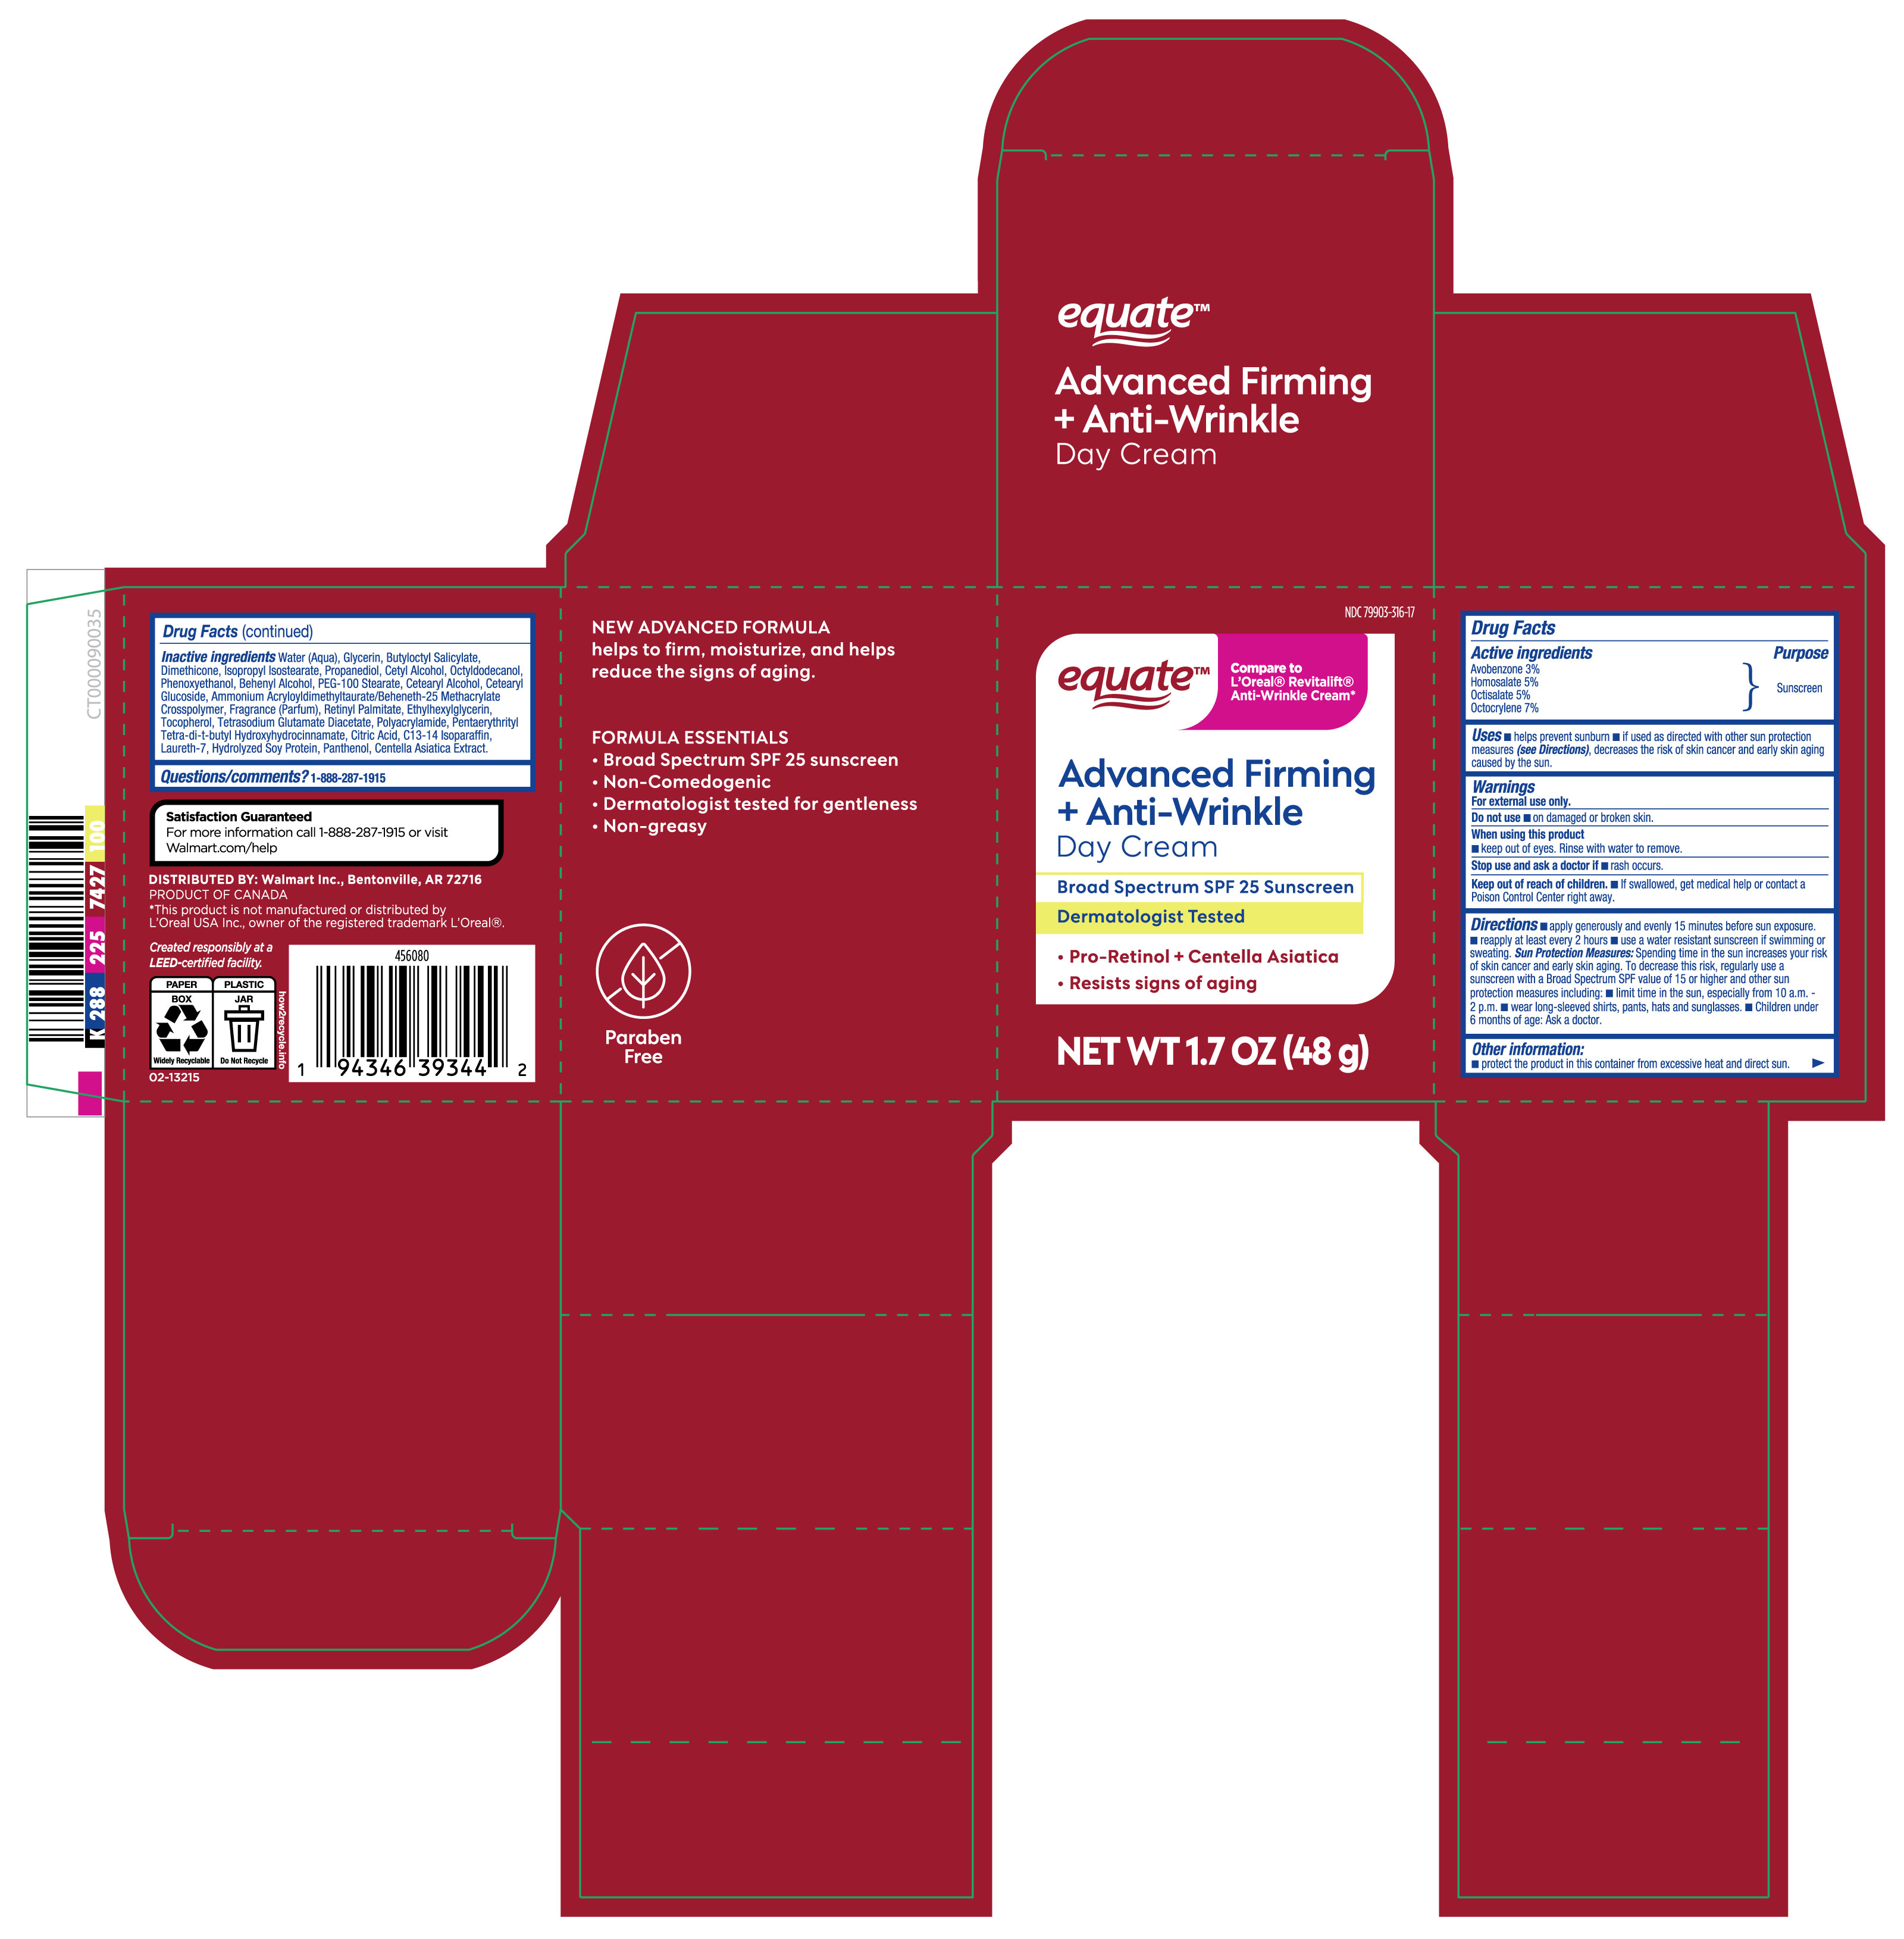 equate™
Advanced Firming
+ Anti-Wrinkle
Day Cream
CT000090035
K 288 225 7427 100
Drug Facts (continued)
Inactive ingredients Water (Aqua), Glycerin, Butyloctyl Salicylate,
Dimethicone, Isopropyl Isostearate, Propanediol, Cetyl Alcohol, Octyldodecanol,
Phenoxyethanol, Behenyl Alcohol, PEG-100 Stearate, Cetearyl Alcohol, Cetearyl
Glucoside, Ammonium Acryloyldimethyltaurate/Beheneth-25 Methacrylate
Crosspolymer, Fragrance (Parfum), Retinyl Palmitate, Ethylhexylglycerin,
Tocopherol, Tetrasodium Glutamate Diacetate, Polyacrylamide, Pentaerythrityl
Tetra-di-t-butyl Hydroxyhydrocinnamate, Citric Acid, C13-14 Isoparaffin,
Laureth-7, Hydrolyzed Soy Protein, Panthenol, Centella Asiatica Extract.
Questions/comments? 1-888-287-1915
Satisfaction Guaranteed
For more information call 1-888-287-1915 or visit
Walmart.com/help
DISTRIBUTED BY: Walmart Inc., Bentonville, AR 72716
PRODUCT OF CANADA
*This product is not manufactured or distributed by
L'Oreal USA Inc., owner of the registered trademark L'Oreal®.
Created responsibly at a
LEED-certified facility.
PAPER
BOX
Widely Recyclable
PLASTIC
JAR
Do Not Recycle
how2recycle.info
02-13215
456080
1 94346 39344 2
NEW ADVANCED FORMULA
helps to firm, moisturize, and helps
reduce the signs of aging.
FORMULA ESSENTIALS
• Broad Spectrum SPF 25 sunscreen
• Non-Comedogenic
• Dermatologist tested for gentleness
• Non-greasy
Paraben
Free
NDC 79903-316-17
equate™
Compare to
L'Oreal® Revitalift®
Anti-Wrinkle Cream*
Advanced Firming
+ Anti-Wrinkle
Day Cream
Broad Spectrum SPF 25 Sunscreen
Dermatologist Tested
• Pro-Retinol + Centella Asiatica
• Resists signs of aging
NET WT 1.7 OZ (48 g)
Drug Facts
Active ingredients Purpose
Avobenzone 3%
Homosalate 5%
Octisalate 5%
Octocrylene 7%
} Sunscreen
Uses ■ helps prevent sunburn ■ if used as directed with other sun protection
measures (see Directions), decreases the risk of skin cancer and early skin aging
caused by the sun.
Warnings
For external use only.
Do not use ■ on damaged or broken skin.
When using this product
■ keep out of eyes. Rinse with water to remove.
Stop use and ask a doctor if ■ rash occurs.
Keep out of reach of children. ■ If swallowed, get medical help or contact a
Poison Control Center right away.
Directions ■ apply generously and evenly 15 minutes before sun exposure.
■ reapply at least every 2 hours ■ use a water resistant sunscreen if swimming or
sweating. Sun Protection Measures: Spending time in the sun increases your risk
of skin cancer and early skin aging. To decrease this risk, regularly use a
sunscreen with a Broad Spectrum SPF value of 15 or higher and other sun
protection measures including: ■ limit time in the sun, especially from 10 a.m. -
2 p.m. ■ wear long-sleeved shirts, pants, hats and sunglasses. ■ Children under
6 months of age: Ask a doctor.
Other information:
■ protect the product in this container from excessive heat and direct sun.